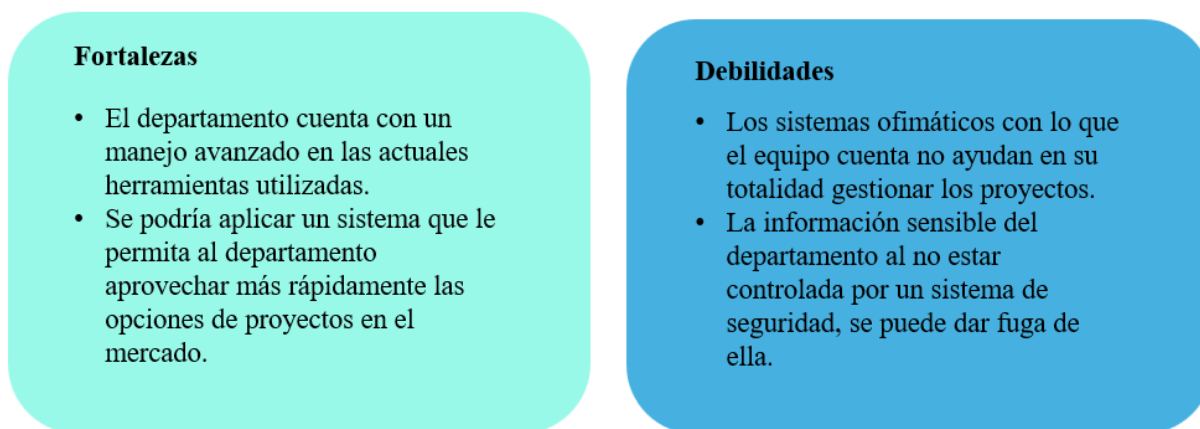 Fortalezas
• El departamento cuenta con un
manejo avanzado en las actuales
herramientas utilizadas.
• Se podría aplicar un sistema que le
permita al departamento
aprovechar más rápidamente las
opciones de proyectos en el
mercado.
Debilidades
• Los sistemas ofimáticos con lo que
el equipo cuenta no ayudan en su
totalidad gestionar los proyectos.
• La información sensible del
departamento al no estar
controlada por un sistema de
seguridad, se puede dar fuga de
ella.